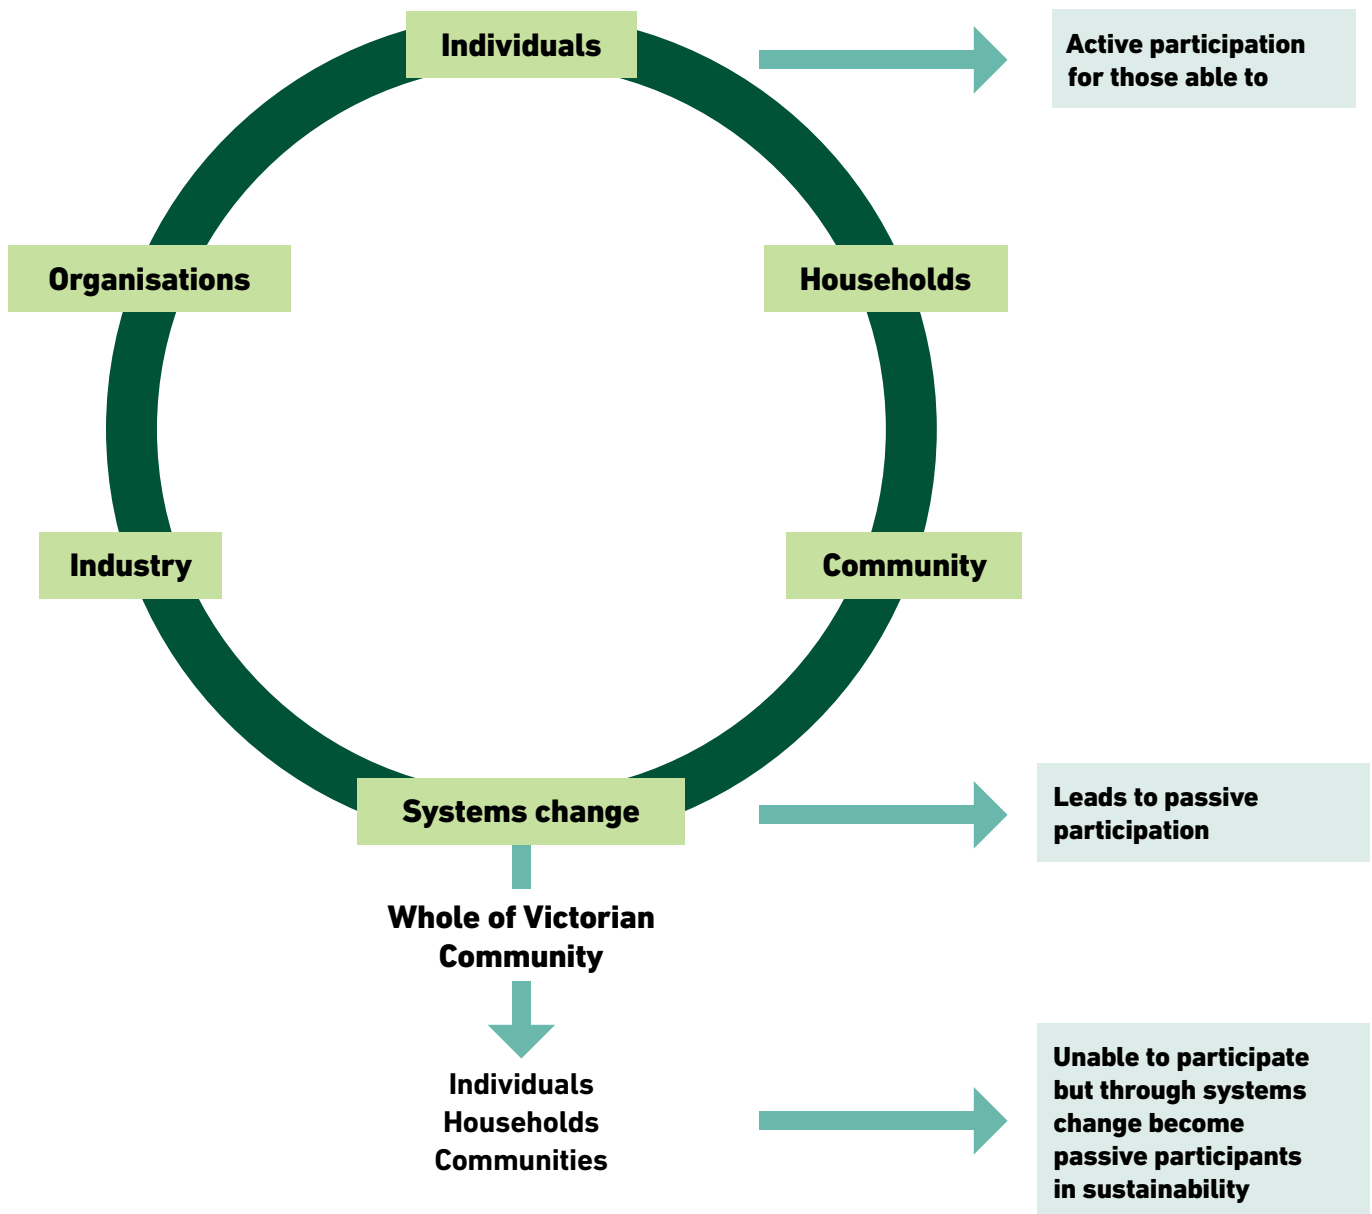 Individuals
Active participation
for those able to
Organisations
Households
Industry
Community
Systems change
Leads to passive
participation
Whole of Victorian
Community
Individuals
Households
Communities
Unable to participate
but through systems
change become
passive participants
in sustainability